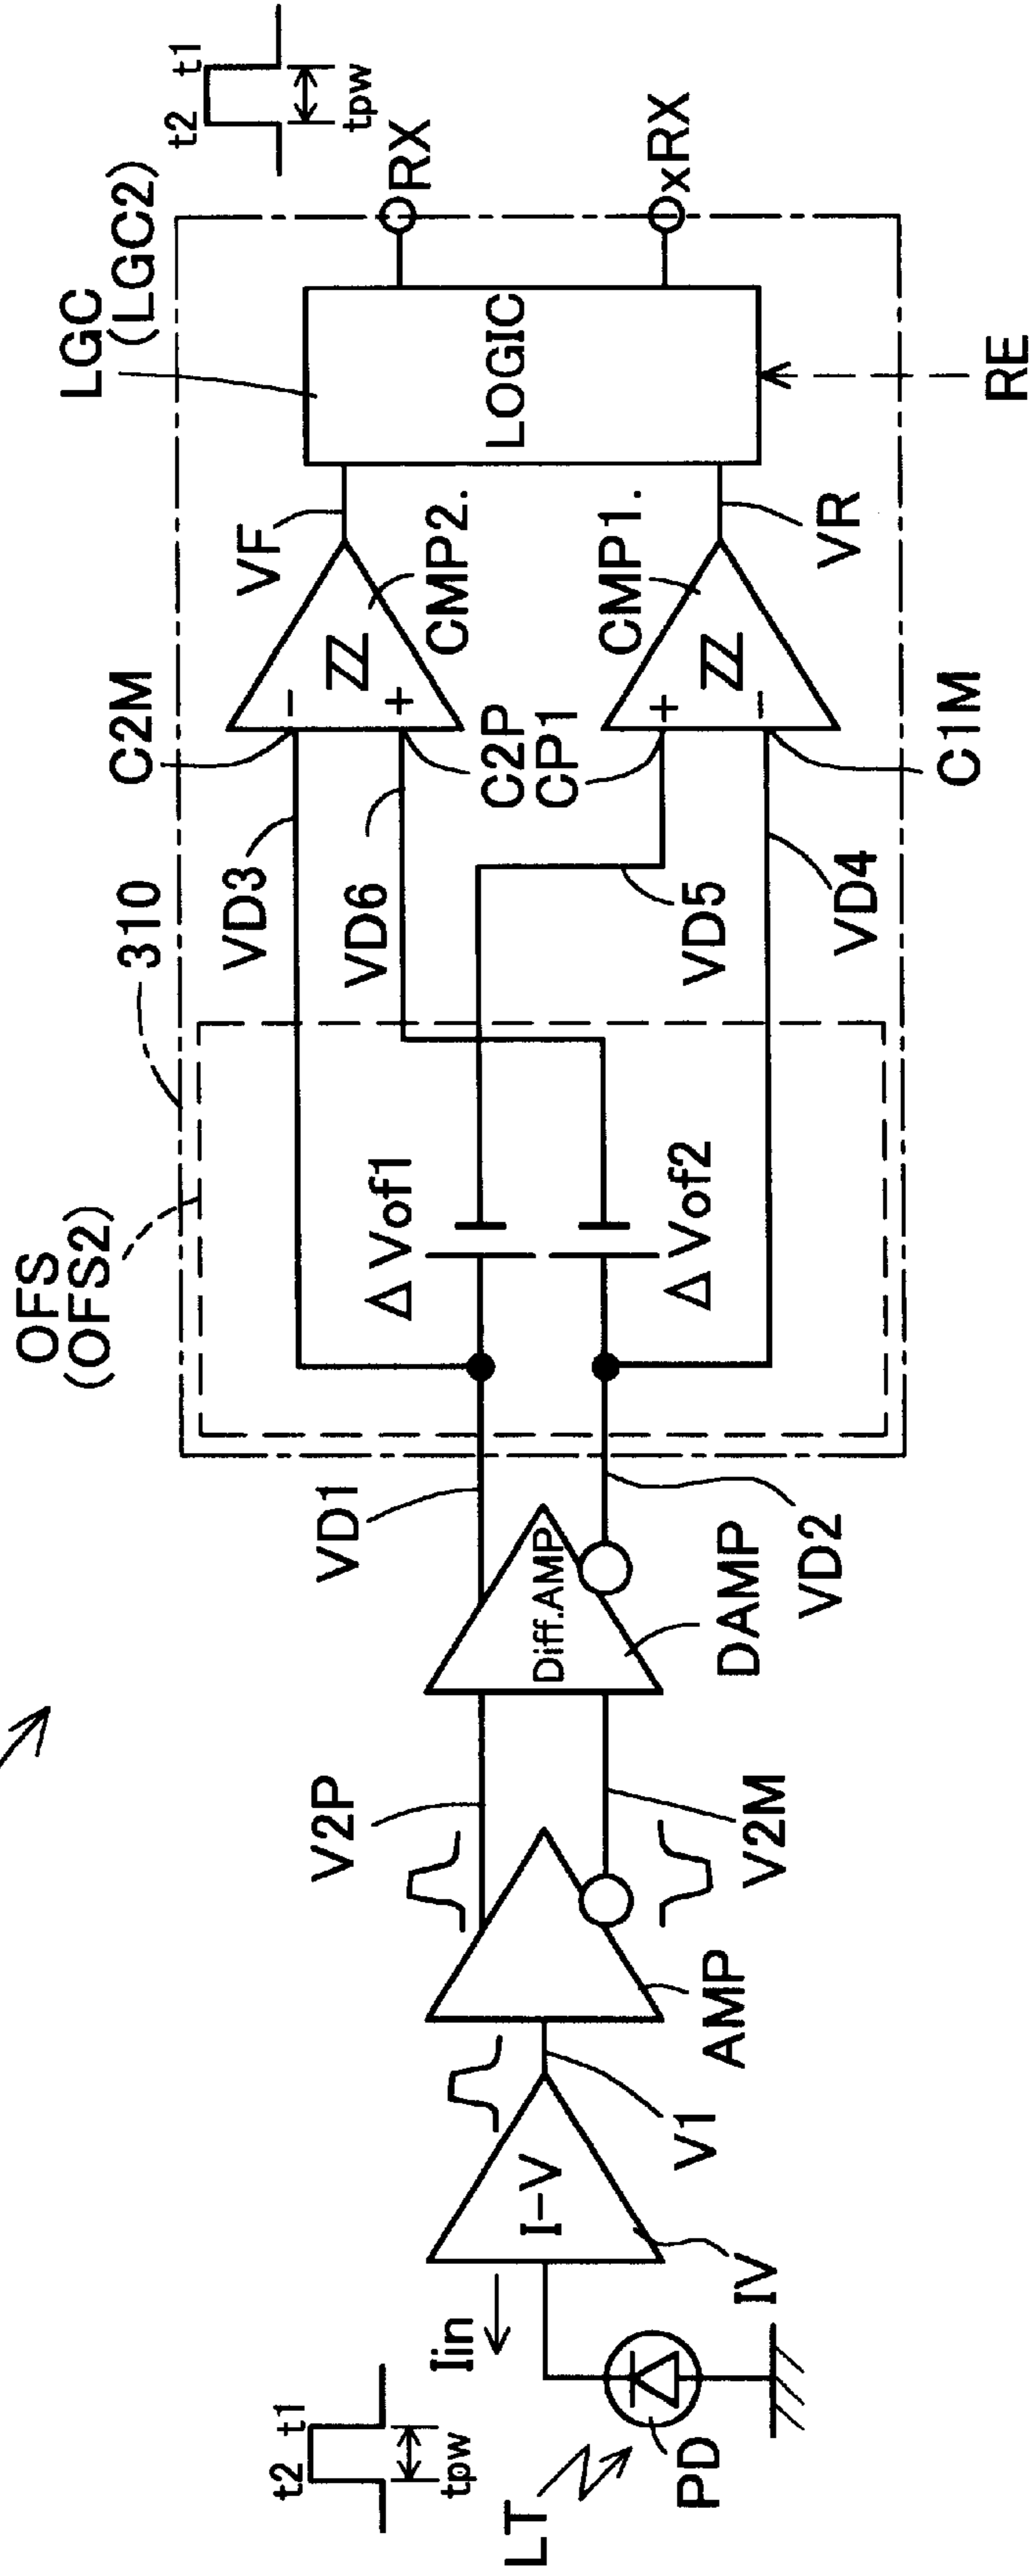 t2 t1
tpw
LT
PD
Iin
I-V
IV
V1
AMP
V2P
V2M
Diff.AMP
DAMP
VD1
VD2
OFS
(OFS2)
Δ Vof1
Δ Vof2
310
VD3
VD6
VD5
VD4
C2M
C2P
CP1
C1M
-
+
CMP2.
+
-
CMP1.
VF
VR
LGC
(LGC2)
LOGIC
RE
RX
xRX
t2 t1
tpw